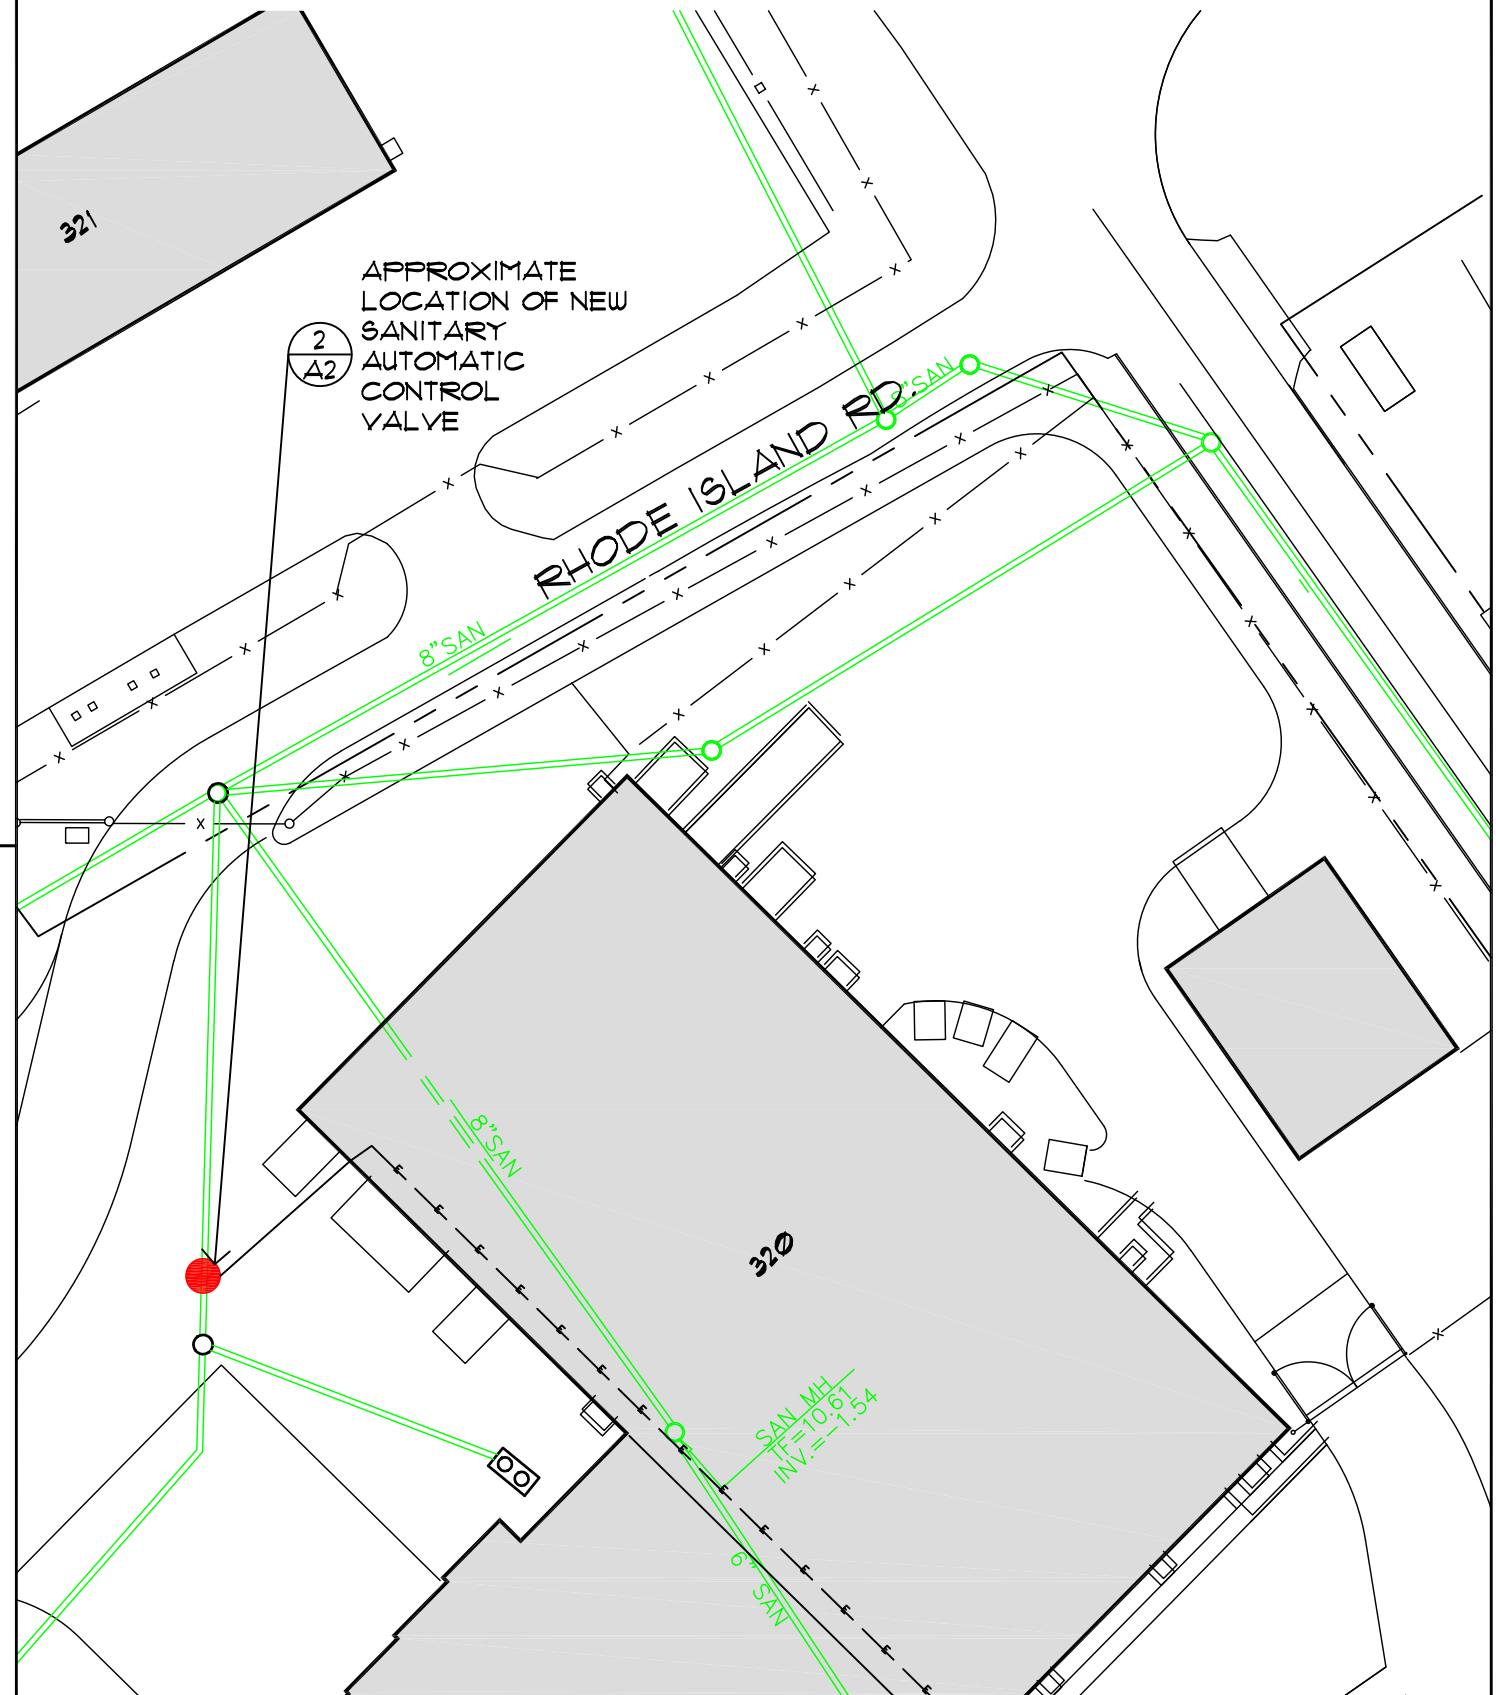 321
APPROXIMATE
LOCATION OF NEW
SANITARY
AUTOMATIC
CONTROL
VALVE
2
A2
8"SAN
RHODE ISLAND RD.
8"SAN
8"SAN
320
SAN MH
TF=10.61
INV.=-1.54
6" SAN